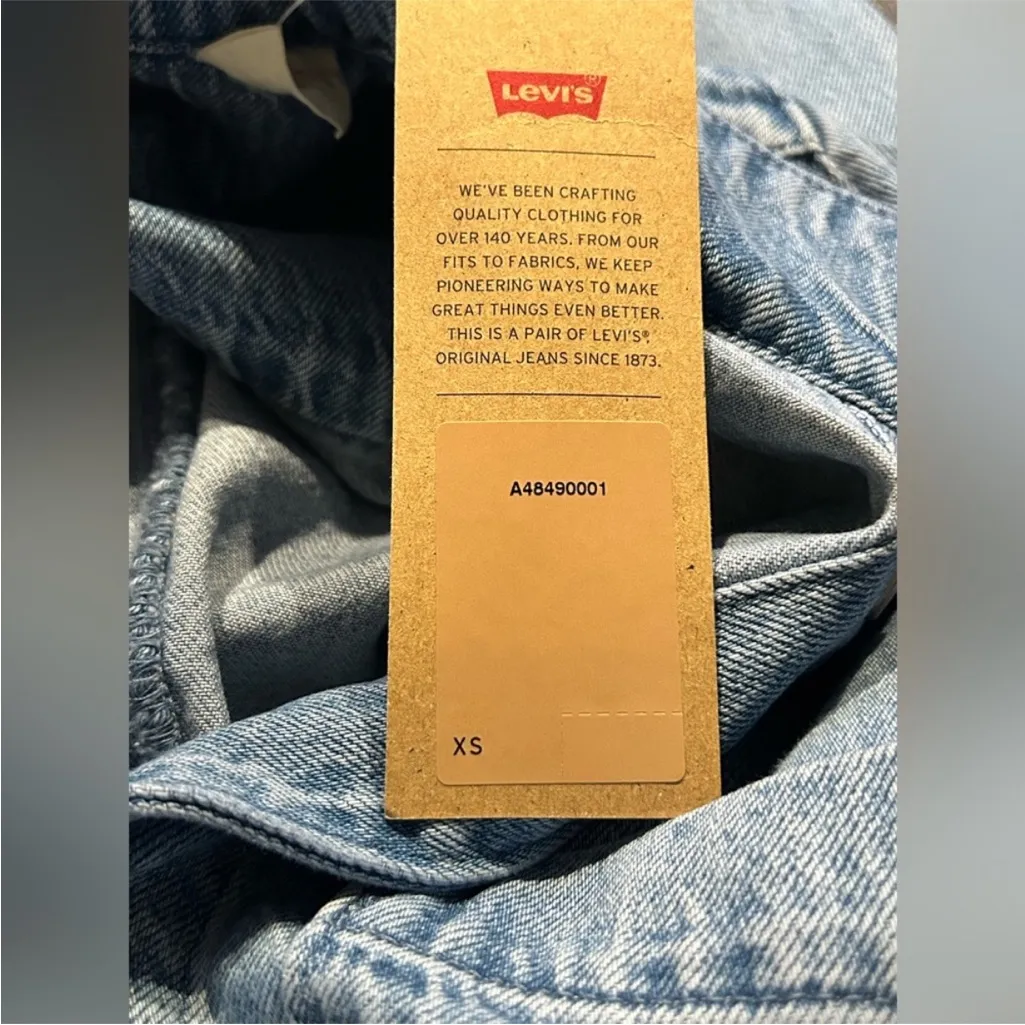 LEVI'S®
WE'VE BEEN CRAFTING
QUALITY CLOTHING FOR
OVER 140 YEARS. FROM OUR
FITS TO FABRICS, WE KEEP
PIONEERING WAYS TO MAKE
GREAT THINGS EVEN BETTER.
THIS IS A PAIR OF LEVI'S®,
ORIGINAL JEANS SINCE 1873.
A48490001
XS